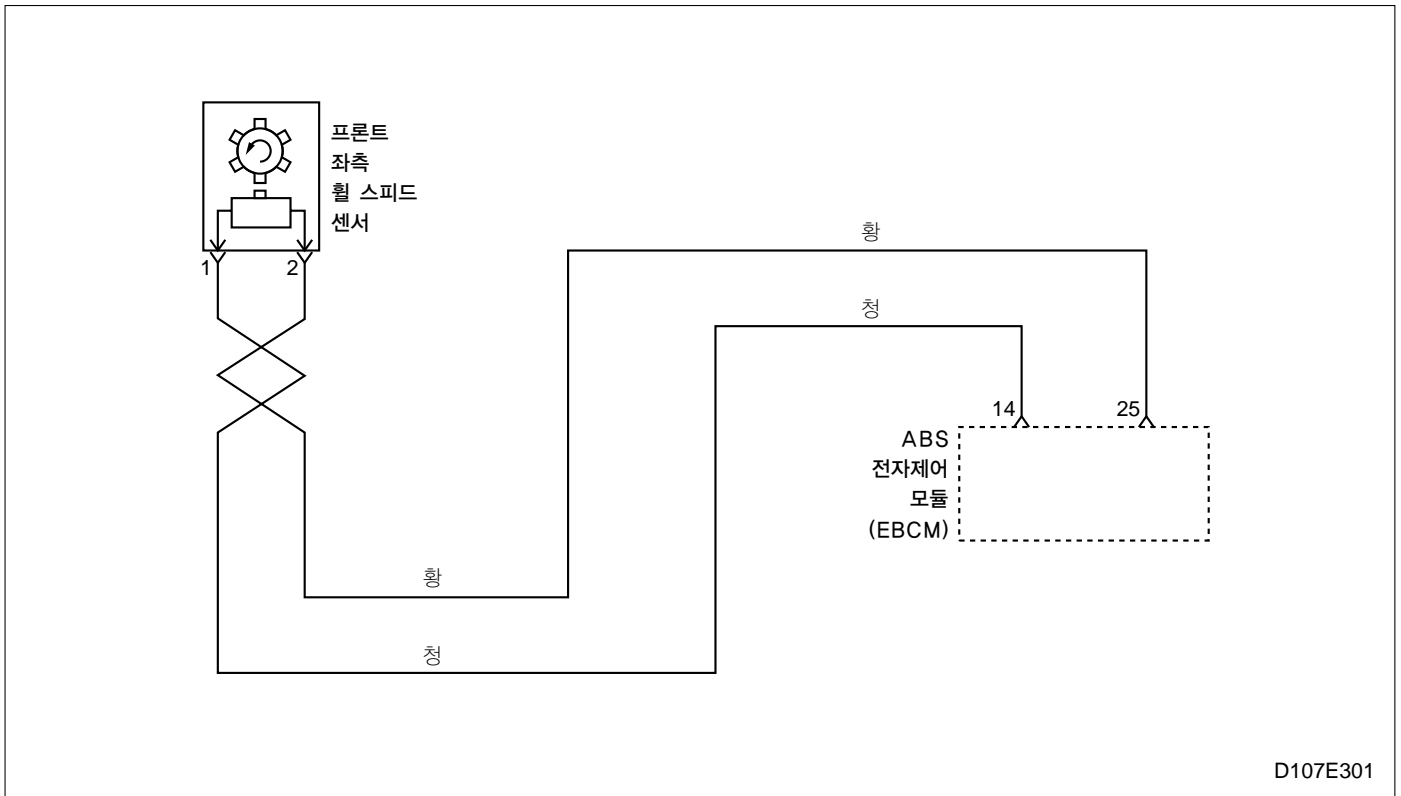 프론트
좌측
휠 스피드
센서
1
2
황
청
14
25
ABS
전자제어
모듈
(EBCM)
황
청
D107E301